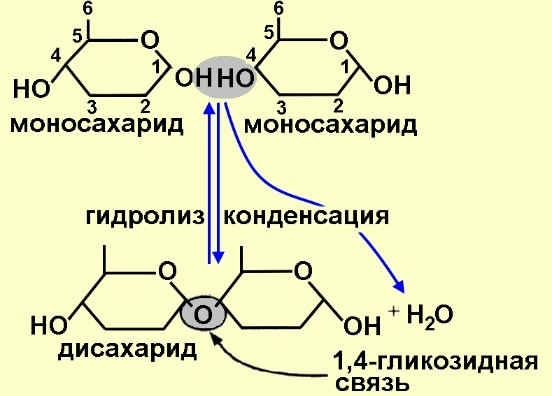 6 6
5 O 5 O
4 1 4 1
HO OH HO OH
3 2 3 2
моносахарид моносахарид
гидролиз конденсация
O O
HO O OH + H₂O
дисахарид
1,4-гликозидная
связь